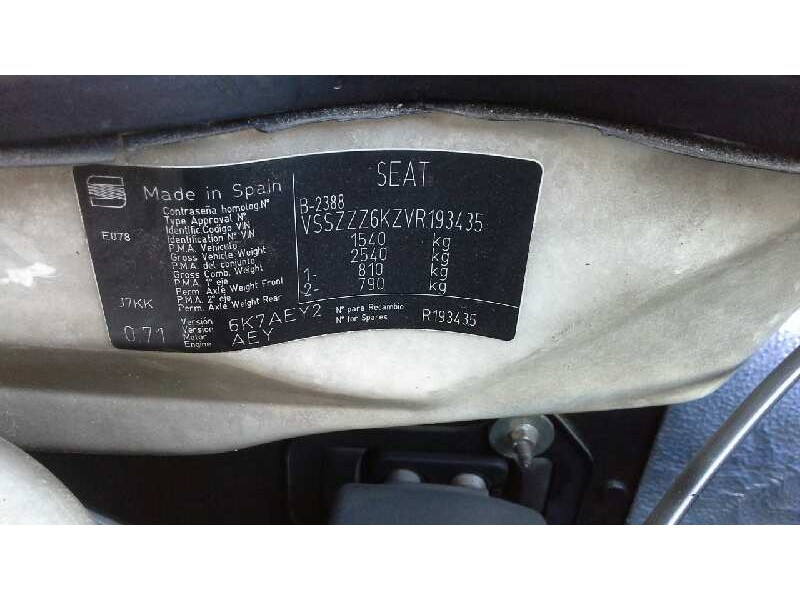 SEAT
Made in Spain
Contraseña homolog.Nº B-2388
Type Approval Nº
Identific.Codigo VIN VSSZZZ6KZVR193435
E078 Identification Nº VIN
P.M.A. Vehiculo 1540 kg
Gross Vehicle Weight
P.M.A. del conjunto 2540 kg
Gross Comb. Weight
P.M.A. 1º eje 1- 810 kg
Perm. Axle Weight Front
P.M.A. 2º eje 2- 790 kg
J7KK Perm. Axle Weight Rear
0.71
Versión 6K7AEY2
Version
Motor AEY
Engine
Nº para Recambio R193435
Nº for Spares